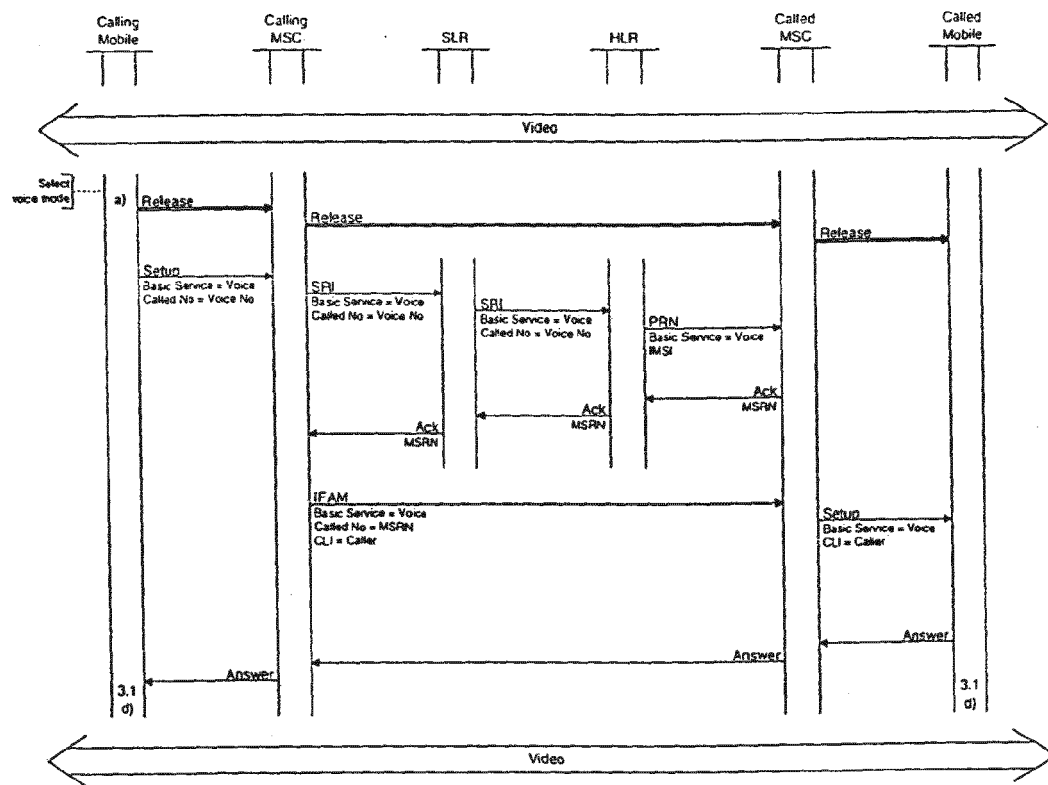 Calling
Mobile
Calling
MSC
SLR
HLR
Called
MSC
Called
Mobile
Video
Select
voice mode
a)
Release
Release
Release
Setup
Basic Service = Voice
Called No = Voice No
SRI
Basic Service = Voice
Called No = Voice No
SRI
Basic Service = Voice
Called No = Voice No
PRN
Basic Service = Voice
IMSI
Ack
MSRN
Ack
MSRN
Ack
MSRN
IFAM
Basic Service = Voice
Called No = MSRN
CLI = Caller
Setup
Basic Service = Voice
CLI = Caller
Answer
Answer
Answer
3.1
d)
3.1
d)
Video